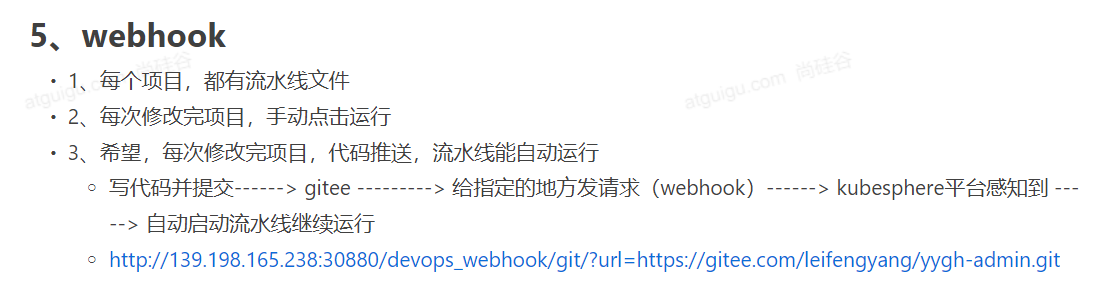 5、webhook
• 1、每个项目，都有流水线文件
• 2、每次修改完项目，手动点击运行
• 3、希望，每次修改完项目，代码推送，流水线能自动运行
○ 写代码并提交------> gitee ---------> 给指定的地方发请求（webhook）------> kubesphere平台感知到 ---
--> 自动启动流水线继续运行
○ http://139.198.165.238:30880/devops_webhook/git/?url=https://gitee.com/leifengyang/yygh-admin.git
atguigu.com 尚硅谷
atguigu.com 尚硅谷